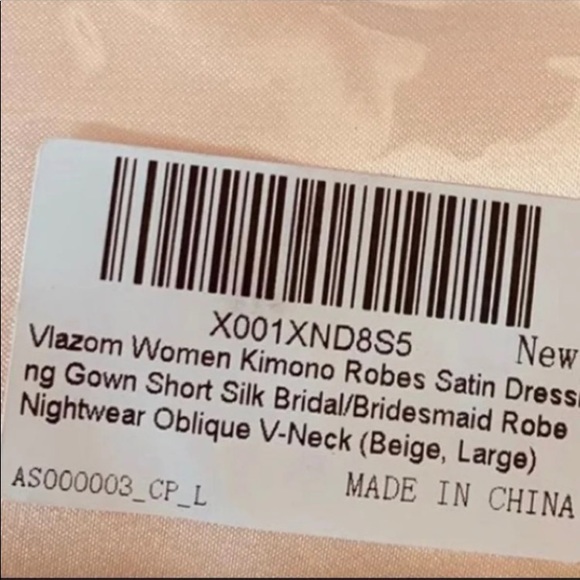 X001XND8S5
New
Vlazom Women Kimono Robes Satin Dressi
ng Gown Short Silk Bridal/Bridesmaid Robe
Nightwear Oblique V-Neck (Beige, Large)
AS000003_CP_L
MADE IN CHINA